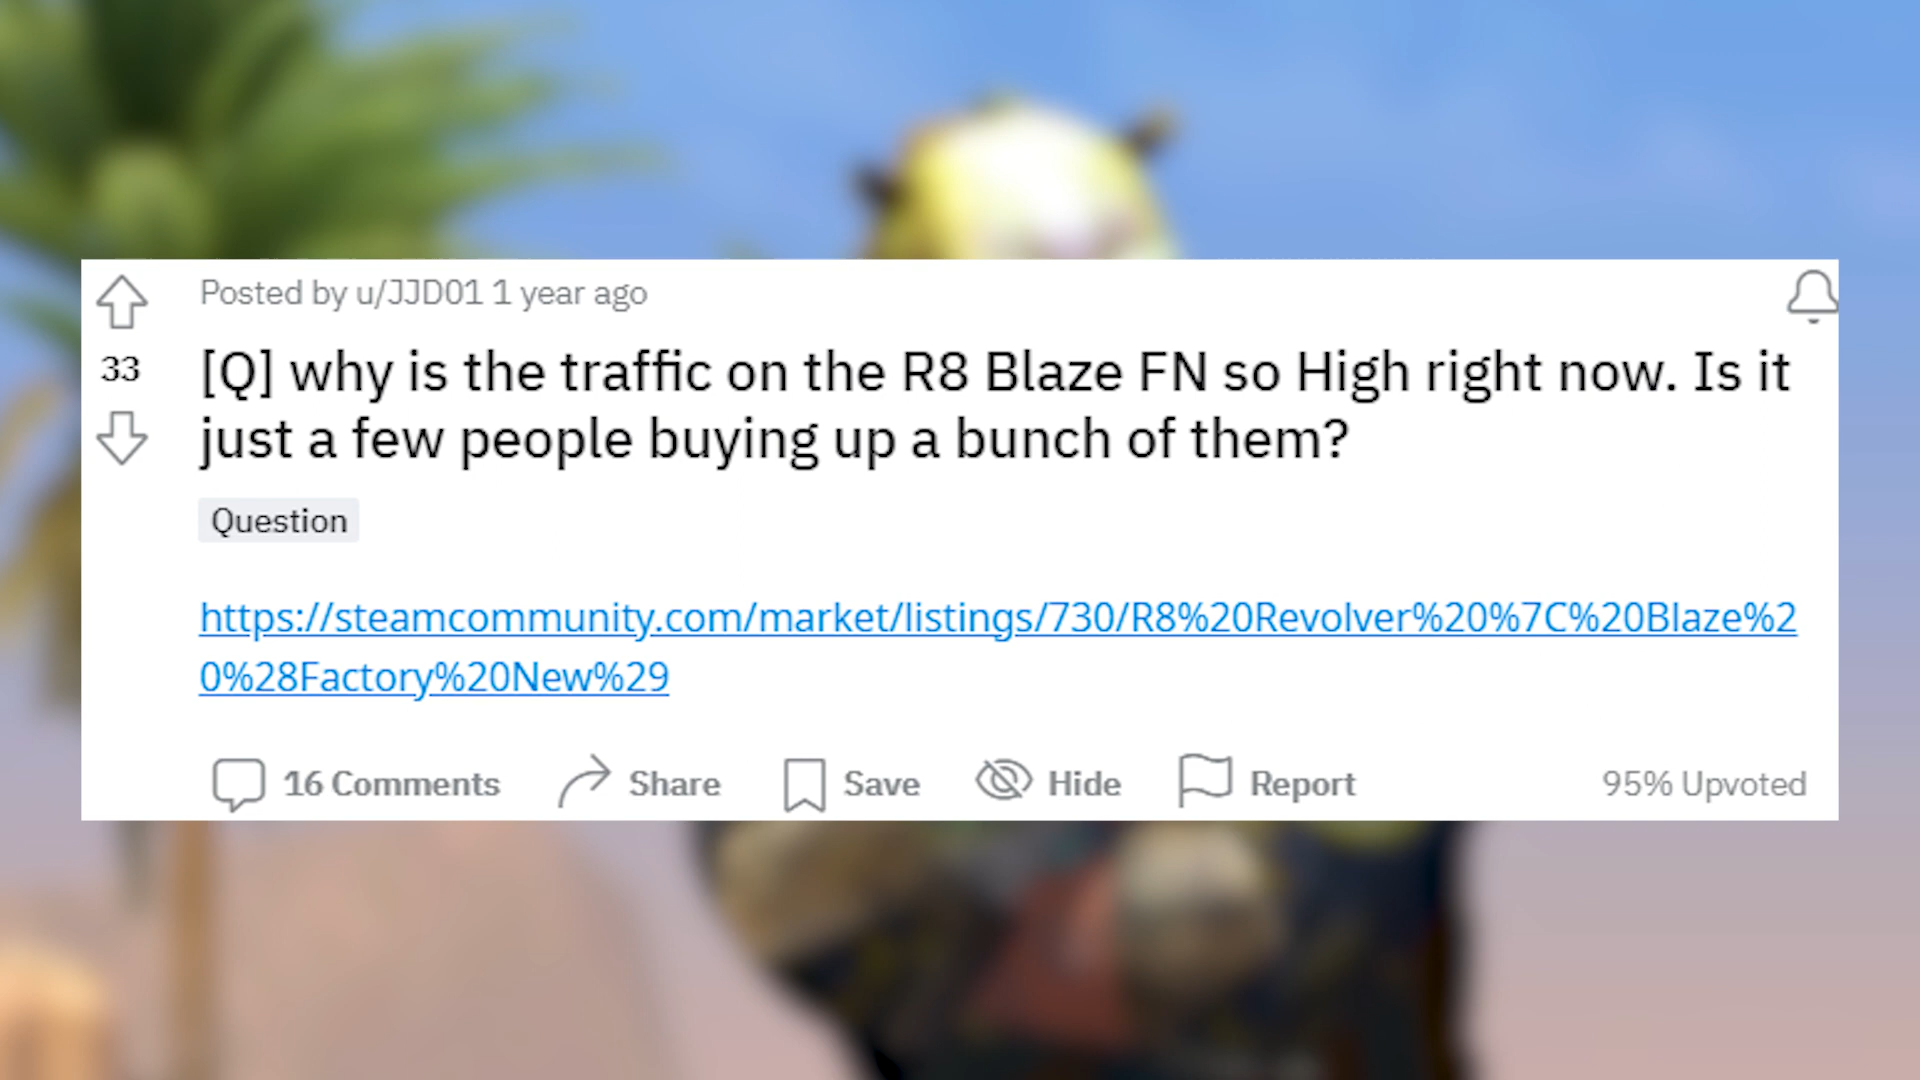 Posted by u/JJD01 1 year ago
33
[Q] why is the traffic on the R8 Blaze FN so High right now. Is it
just a few people buying up a bunch of them?
Question
https://steamcommunity.com/market/listings/730/R8%20Revolver%20%7C%20Blaze%2
0%28Factory%20New%29
16 Comments Share Save Hide Report 95% Upvoted